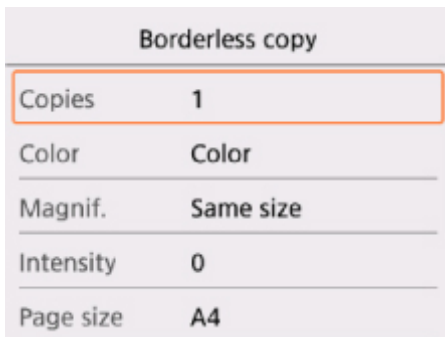 Borderless copy
Copies 1
Color Color
Magnif. Same size
Intensity 0
Page size A4